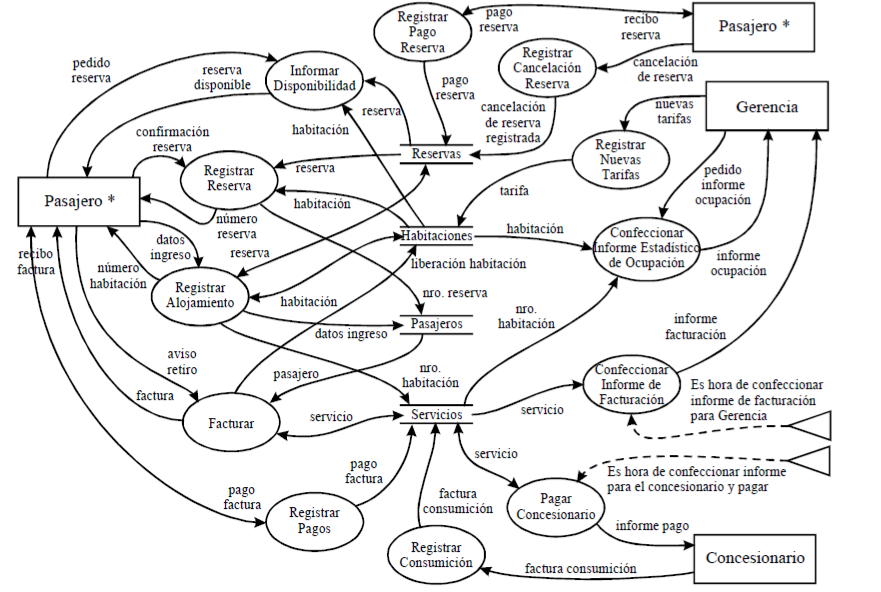 Registrar
Pago
Reserva
pago
reserva
recibo
reserva
Pasajero *
Registrar
Cancelación
Reserva
cancelación
de reserva
pedido
reserva
reserva
disponible
Informar
Disponibilidad
pago
reserva
cancelación
de reserva
registrada
nuevas
tarifas
Gerencia
reserva
habitación
confirmación
reserva
Registrar
Nuevas
Tarifas
Reservas
reserva
Registrar
Reserva
pedido
informe
ocupación
Pasajero *
habitación
tarifa
número
reserva
datos
ingreso
reserva
Habitaciones
habitación
Confeccionar
Informe Estadístico
de Ocupación
informe
ocupación
recibo
factura
número
habitación
liberación habitación
Registrar
Alojamiento
habitación
nro. reserva
nro.
habitación
Pasajeros
datos ingreso
informe
facturación
aviso
retiro
pasajero
nro.
habitación
Confeccionar
Informe de
Facturación
Es hora de confeccionar
informe de facturación
para Gerencia
factura
Facturar
servicio
Servicios
servicio
servicio
Es hora de confeccionar informe
para el concesionario y pagar
pago
factura
pago
factura
factura
consumición
Pagar
Concesionario
Registrar
Pagos
informe pago
Registrar
Consumición
factura consumición
Concesionario